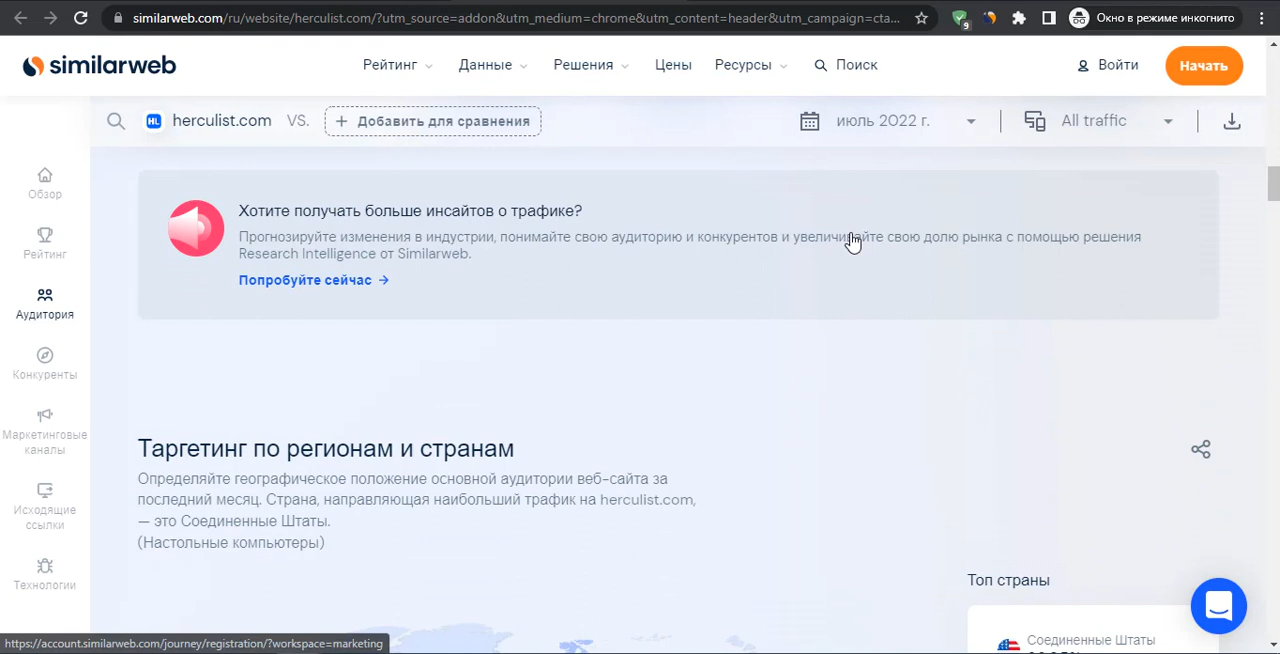 similarweb.com/ru/website/herculist.com/?utm_source=addon&utm_medium=chrome&utm_content=header&utm_campaign=cta...
9
Окно в режиме инкогнито
similarweb
Рейтинг
Данные
Решения
Цены
Ресурсы
Поиск
Войти
Начать
HL
herculist.com
VS.
+ Добавить для сравнения
июль 2022 г.
All traffic
Обзор
Рейтинг
Аудитория
Конкуренты
Маркетинговые
каналы
Исходящие
ссылки
Технологии
Хотите получать больше инсайтов о трафике?
Прогнозируйте изменения в индустрии, понимайте свою аудиторию и конкурентов и увеличивайте свою долю рынка с помощью решения
Research Intelligence от Similarweb.
Попробуйте сейчас →
Таргетинг по регионам и странам
Определяйте географическое положение основной аудитории веб-сайта за
последний месяц. Страна, направляющая наибольший трафик на herculist.com,
— это Соединенные Штаты.
(Настольные компьютеры)
Топ страны
Соединенные Штаты
https://account.similarweb.com/journey/registration/?workspace=marketing